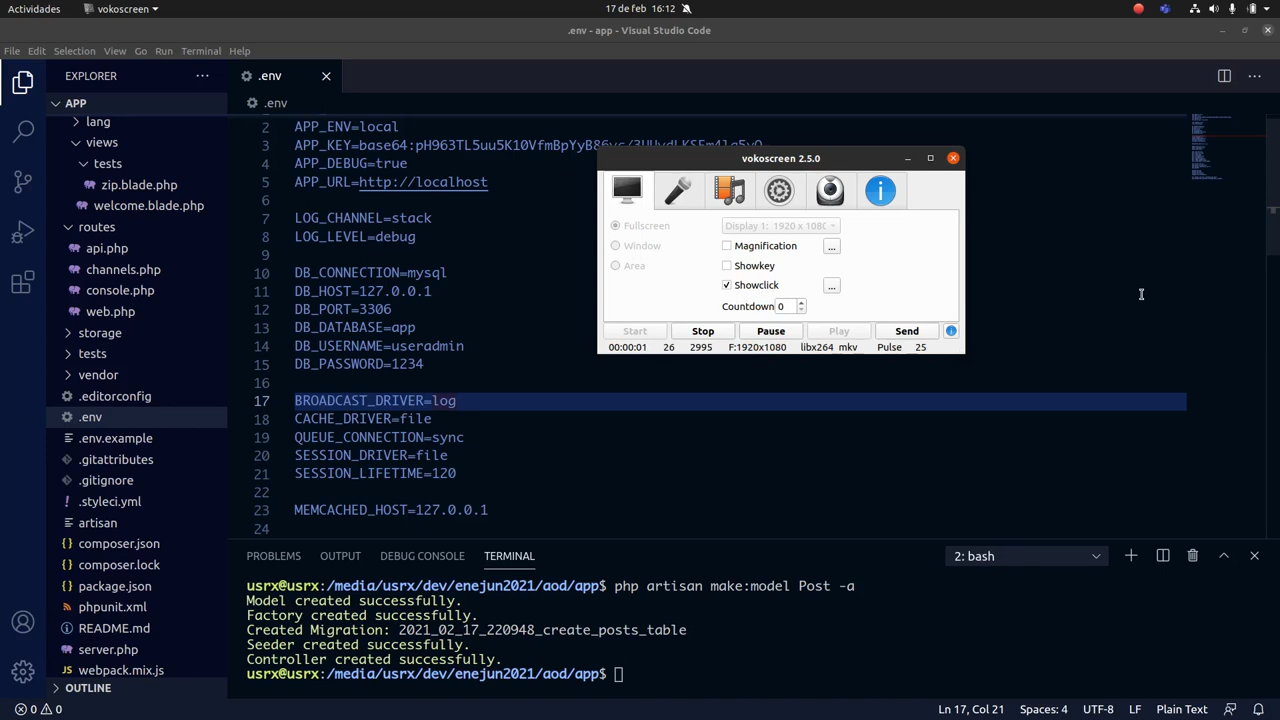 Actividades
vokoscreen
17 de feb 16:12
.env - app - Visual Studio Code
File Edit Selection View Go Run Terminal Help
EXPLORER
.env
APP
.env
lang
views
tests
zip.blade.php
welcome.blade.php
routes
api.php
channels.php
console.php
web.php
storage
tests
vendor
.editorconfig
.env
.env.example
.gitattributes
.gitignore
.styleci.yml
artisan
composer.json
composer.lock
package.json
phpunit.xml
README.md
server.php
webpack.mix.js
OUTLINE
2 APP_ENV=local
3
4 APP_DEBUG=true
5 APP_URL=http://localhost
6
7 LOG_CHANNEL=stack
8 LOG_LEVEL=debug
9
10 DB_CONNECTION=mysql
11 DB_HOST=127.0.0.1
12 DB_PORT=3306
13 DB_DATABASE=app
14 DB_USERNAME=useradmin
15 DB_PASSWORD=1234
16
17 BROADCAST_DRIVER=log
18 CACHE_DRIVER=file
19 QUEUE_CONNECTION=sync
20 SESSION_DRIVER=file
21 SESSION_LIFETIME=120
22
23 MEMCACHED_HOST=127.0.0.1
24
vokoscreen 2.5.0
Fullscreen
Window
Area
Display 1: 1920 x 1080
Magnification ...
Showkey
Showclick ...
Countdown 0
Start Stop Pause Play Send
00:00:01 26 2995 F:1920x1080 libx264 mkv Pulse 25
PROBLEMS OUTPUT DEBUG CONSOLE TERMINAL
2: bash
usrx@usrx:/media/usrx/dev/enejun2021/aod/app$ php artisan make:model Post -a
Model created successfully.
Factory created successfully.
Created Migration: 2021_02_17_220948_create_posts_table
Seeder created successfully.
Controller created successfully.
usrx@usrx:/media/usrx/dev/enejun2021/aod/app$
0 0
Ln 17, Col 21 Spaces: 4 UTF-8 LF Plain Text